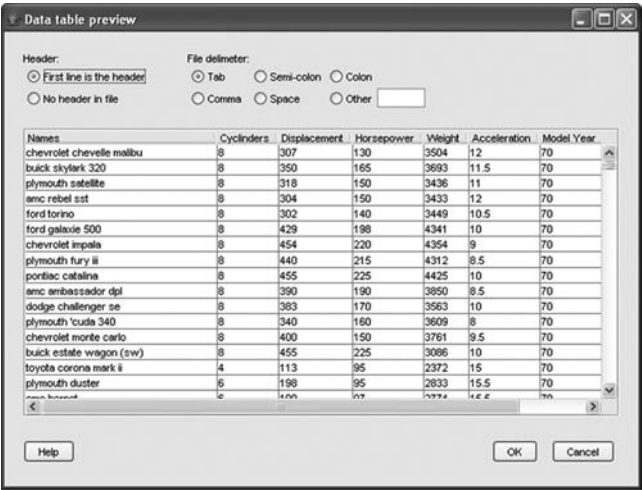 Data table preview
Header: File delimeter:
First line is the header Tab Semi-colon Colon
No header in file Comma Space Other
Names Cyclinders Displacement Horsepower Weight Acceleration Model Year
chevrolet chevelle malibu 8 307 130 3504 12 70
buick skylark 320 8 350 165 3693 11.5 70
plymouth satellite 8 318 150 3436 11 70
amc rebel sst 8 304 150 3433 12 70
ford torino 8 302 140 3449 10.5 70
ford galaxie 500 8 429 198 4341 10 70
chevrolet impala 8 454 220 4354 9 70
plymouth fury iii 8 440 215 4312 8.5 70
pontiac catalina 8 455 225 4425 10 70
amc ambassador dpl 8 390 190 3850 8.5 70
dodge challenger se 8 383 170 3563 10 70
plymouth 'cuda 340 8 340 160 3609 8 70
chevrolet monte carlo 8 400 150 3761 9.5 70
buick estate wagon (sw) 8 455 225 3086 10 70
toyota corona mark ii 4 113 95 2372 15 70
plymouth duster 6 198 95 2833 15.5 70
Help OK Cancel